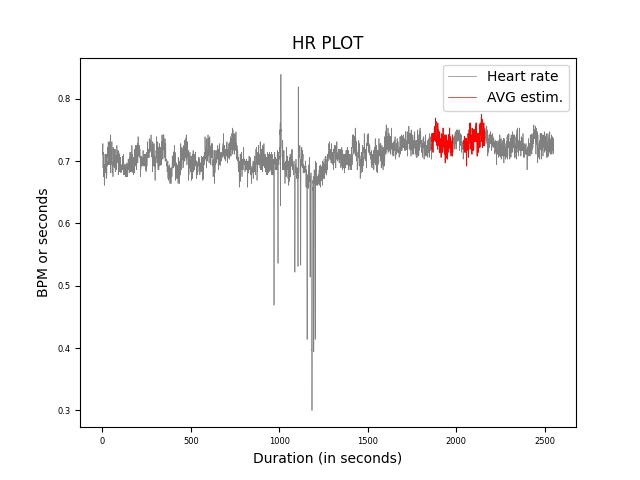 HR PLOT
Heart rate
AVG estim.
BPM or seconds
0.8
0.7
0.6
0.5
0.4
0.3
0
500
1000
1500
2000
2500
Duration (in seconds)